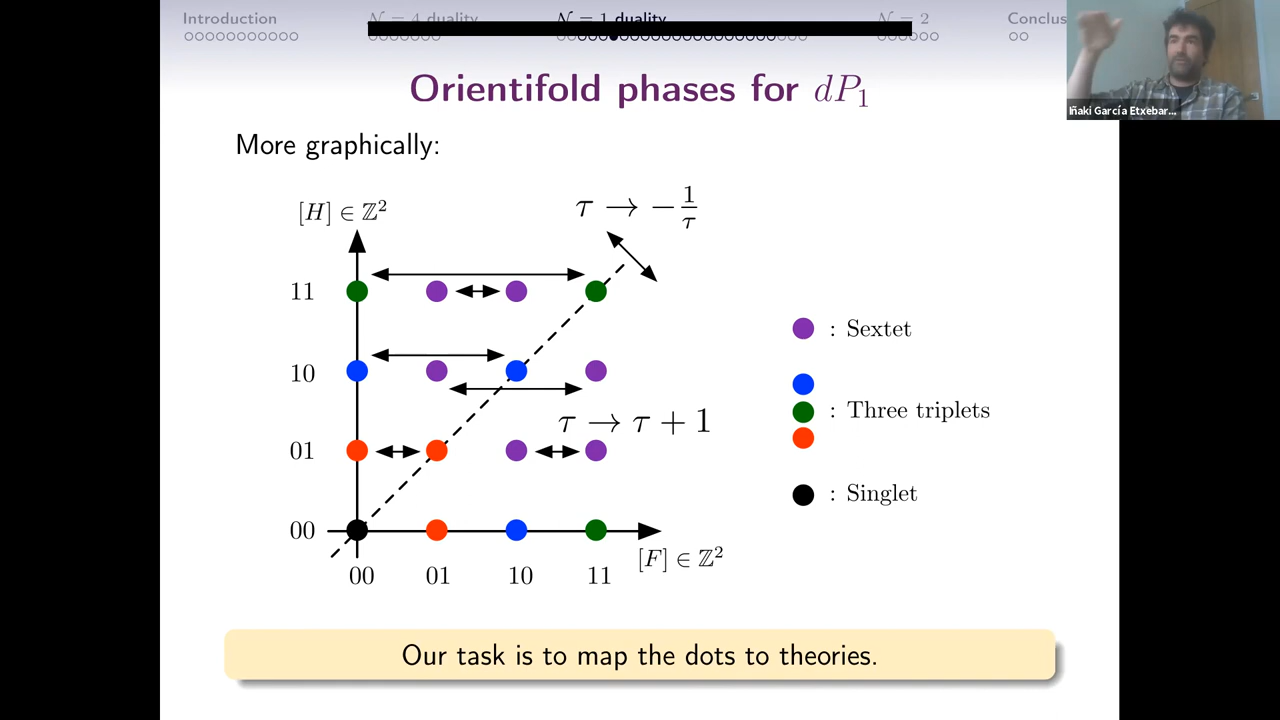 Introduction
N = 4 duality
N = 1 duality
N = 2
Conclus
Iñaki García Etxebar...
Orientifold phases for dP₁
More graphically:
[H] ∈ ℤ²
τ → −1/τ
11
10
01
00
τ → τ + 1
[F] ∈ ℤ²
00 01 10 11
: Sextet
: Three triplets
: Singlet
Our task is to map the dots to theories.